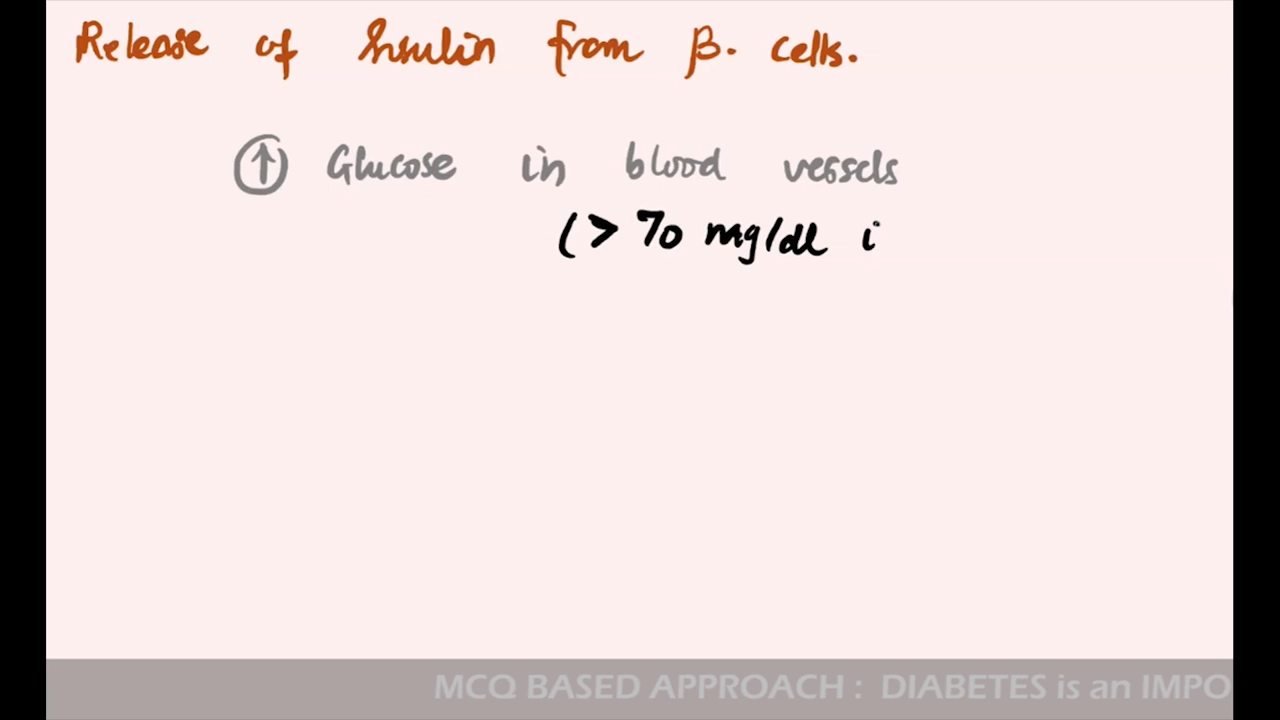 Release of Insulin from β. cells.
↑ Glucose in blood vessels
(> 70 mg/dl i
MCQ BASED APPROACH : DIABETES is an IMPO